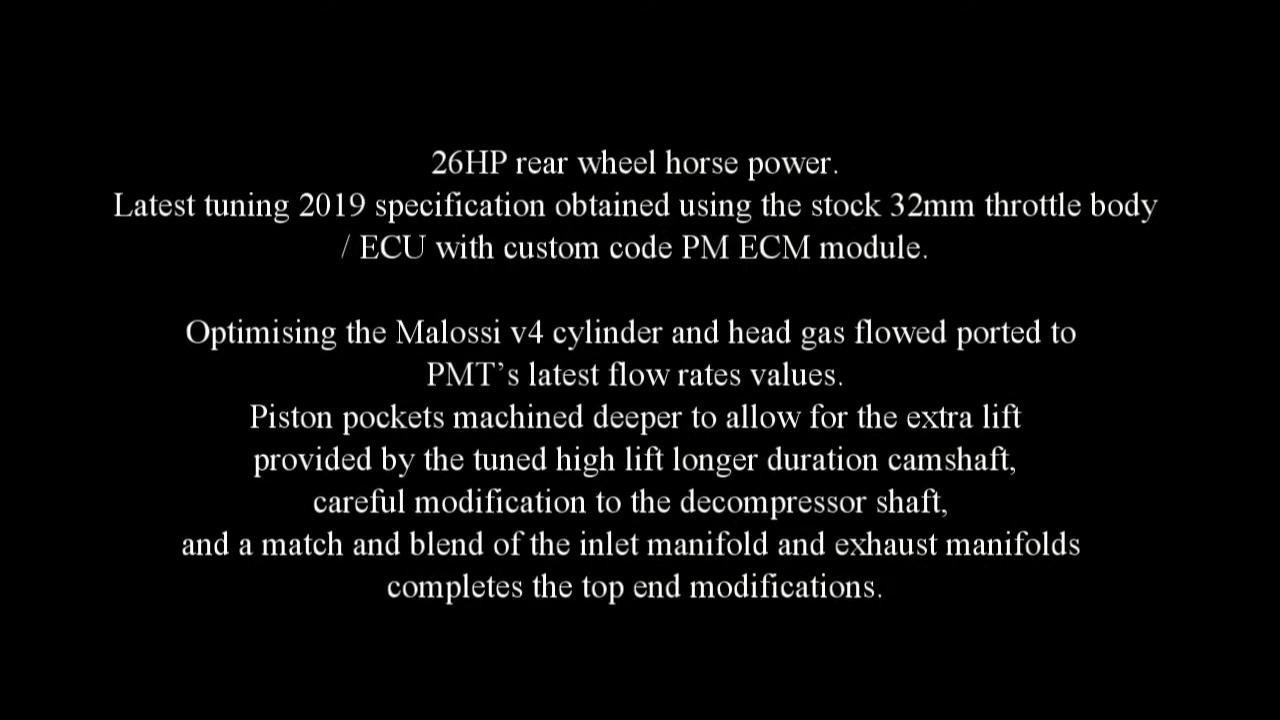 26HP rear wheel horse power.
Latest tuning 2019 specification obtained using the stock 32mm throttle body
/ ECU with custom code PM ECM module.
Optimising the Malossi v4 cylinder and head gas flowed ported to
PMT’s latest flow rates values.
Piston pockets machined deeper to allow for the extra lift
provided by the tuned high lift longer duration camshaft,
careful modification to the decompressor shaft,
and a match and blend of the inlet manifold and exhaust manifolds
completes the top end modifications.